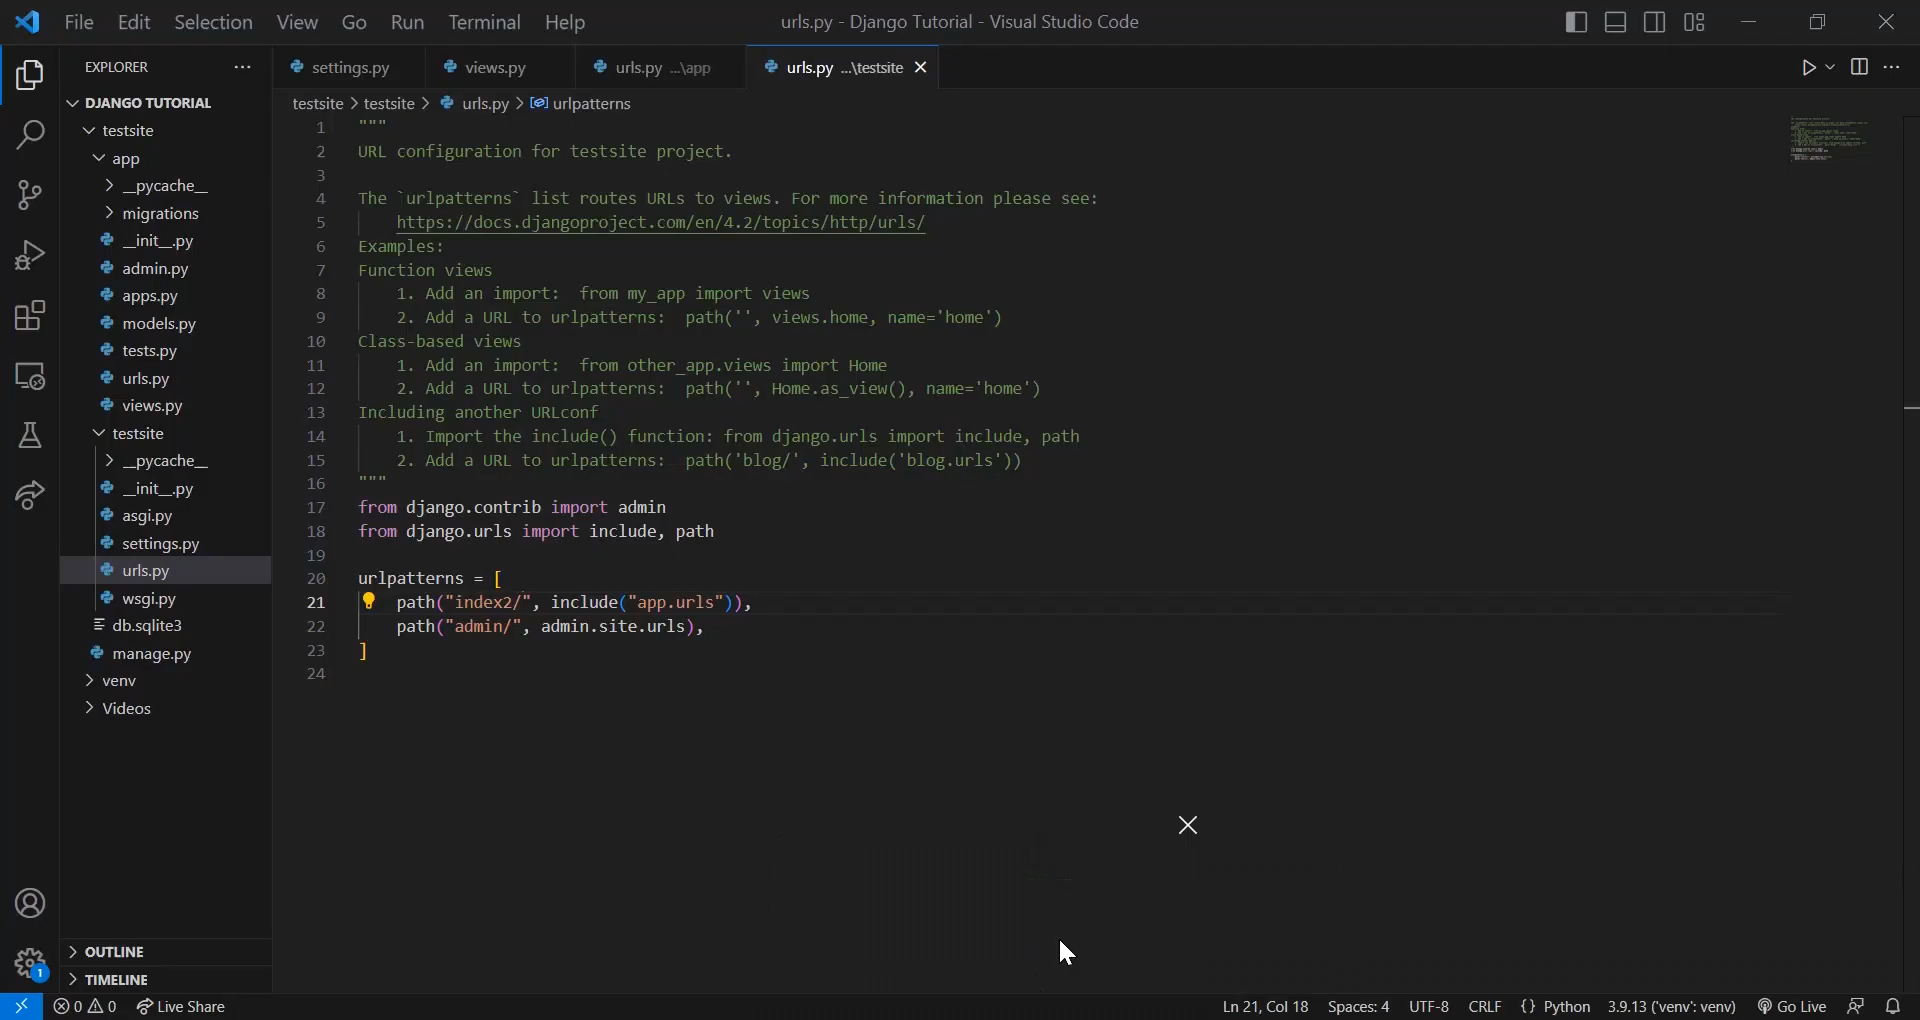 File Edit Selection View Go Run Terminal Help
urls.py - Django Tutorial - Visual Studio Code
EXPLORER
DJANGO TUTORIAL
testsite
app
__pycache__
migrations
__init__.py
admin.py
apps.py
models.py
tests.py
urls.py
views.py
testsite
__pycache__
__init__.py
asgi.py
settings.py
urls.py
wsgi.py
db.sqlite3
manage.py
venv
Videos
OUTLINE
TIMELINE
settings.py views.py urls.py ...\app urls.py ...\testsite
testsite > testsite > urls.py > urlpatterns
1 """
2 URL configuration for testsite project.
3
4 The `urlpatterns` list routes URLs to views. For more information please see:
5 https://docs.djangoproject.com/en/4.2/topics/http/urls/
6 Examples:
7 Function views
8 1. Add an import:  from my_app import views
9 2. Add a URL to urlpatterns:  path('', views.home, name='home')
10 Class-based views
11 1. Add an import:  from other_app.views import Home
12 2. Add a URL to urlpatterns:  path('', Home.as_view(), name='home')
13 Including another URLconf
14 1. Import the include() function: from django.urls import include, path
15 2. Add a URL to urlpatterns:  path('blog/', include('blog.urls'))
16 """
17 from django.contrib import admin
18 from django.urls import include, path
19
20 urlpatterns = [
21 path("index2/", include("app.urls")),
22 path("admin/", admin.site.urls),
23 ]
24
1
0 0 Live Share
Ln 21, Col 18 Spaces: 4 UTF-8 CRLF {} Python 3.9.13 ('venv': venv) Go Live